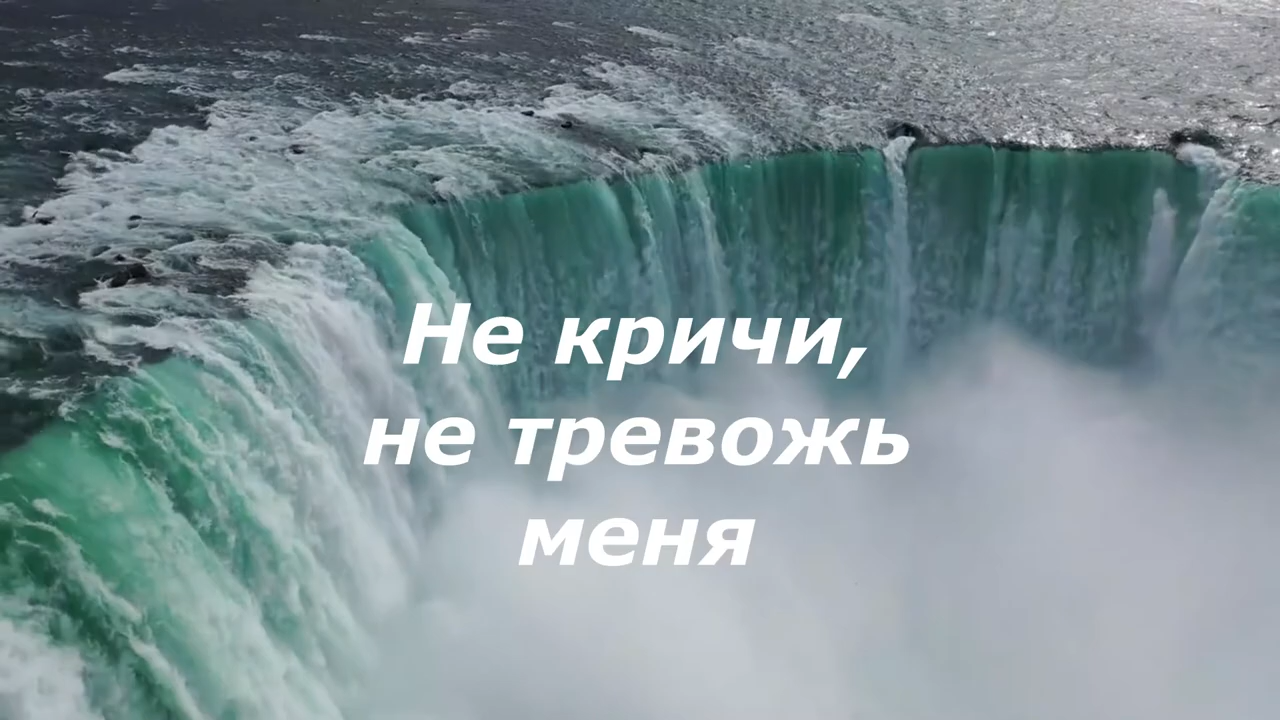 Не кричи,
не тревожь
меня